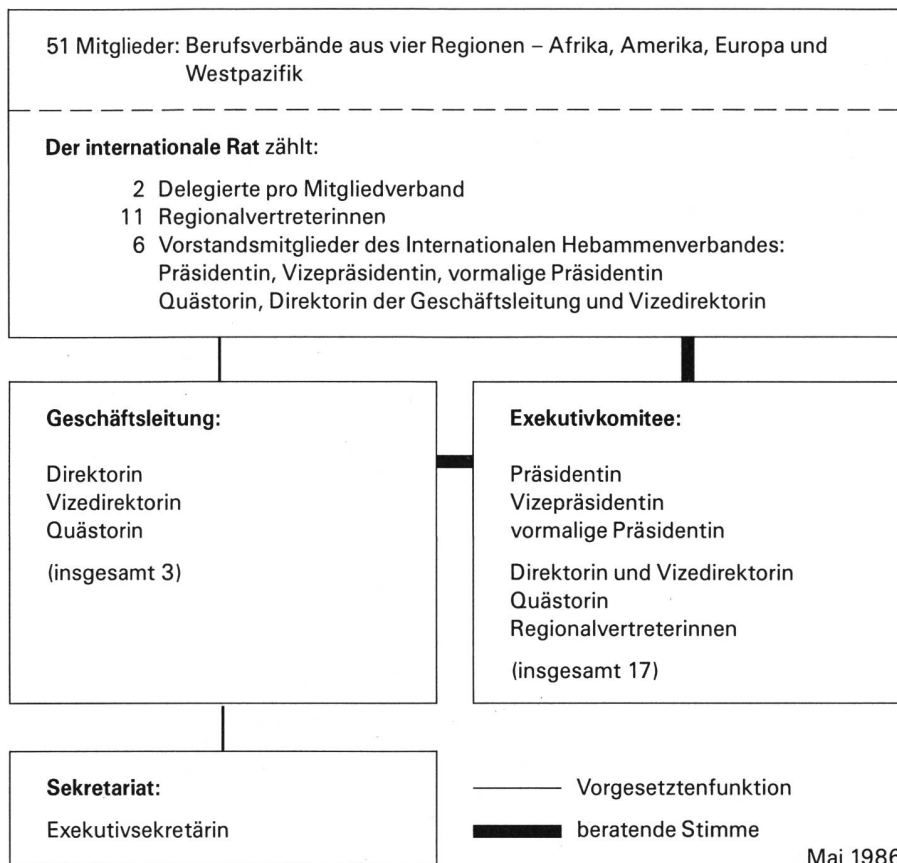 51 Mitglieder: Berufsverbände aus vier Regionen – Afrika, Amerika, Europa und
Westpazifik
Der internationale Rat zählt:
2 Delegierte pro Mitgliedverband
11 Regionalvertreterinnen
6 Vorstandsmitglieder des Internationalen Hebammenverbandes:
Präsidentin, Vizepräsidentin, vormalige Präsidentin
Quästorin, Direktorin der Geschäftsleitung und Vizedirektorin
Geschäftsleitung:
Direktorin
Vizedirektorin
Quästorin
(insgesamt 3)
Exekutivkomitee:
Präsidentin
Vizepräsidentin
vormalige Präsidentin
Direktorin und Vizedirektorin
Quästorin
Regionalvertreterinnen
(insgesamt 17)
Sekretariat:
Exekutivsekretärin
Vorgesetztenfunktion
beratende Stimme
Mai 1986